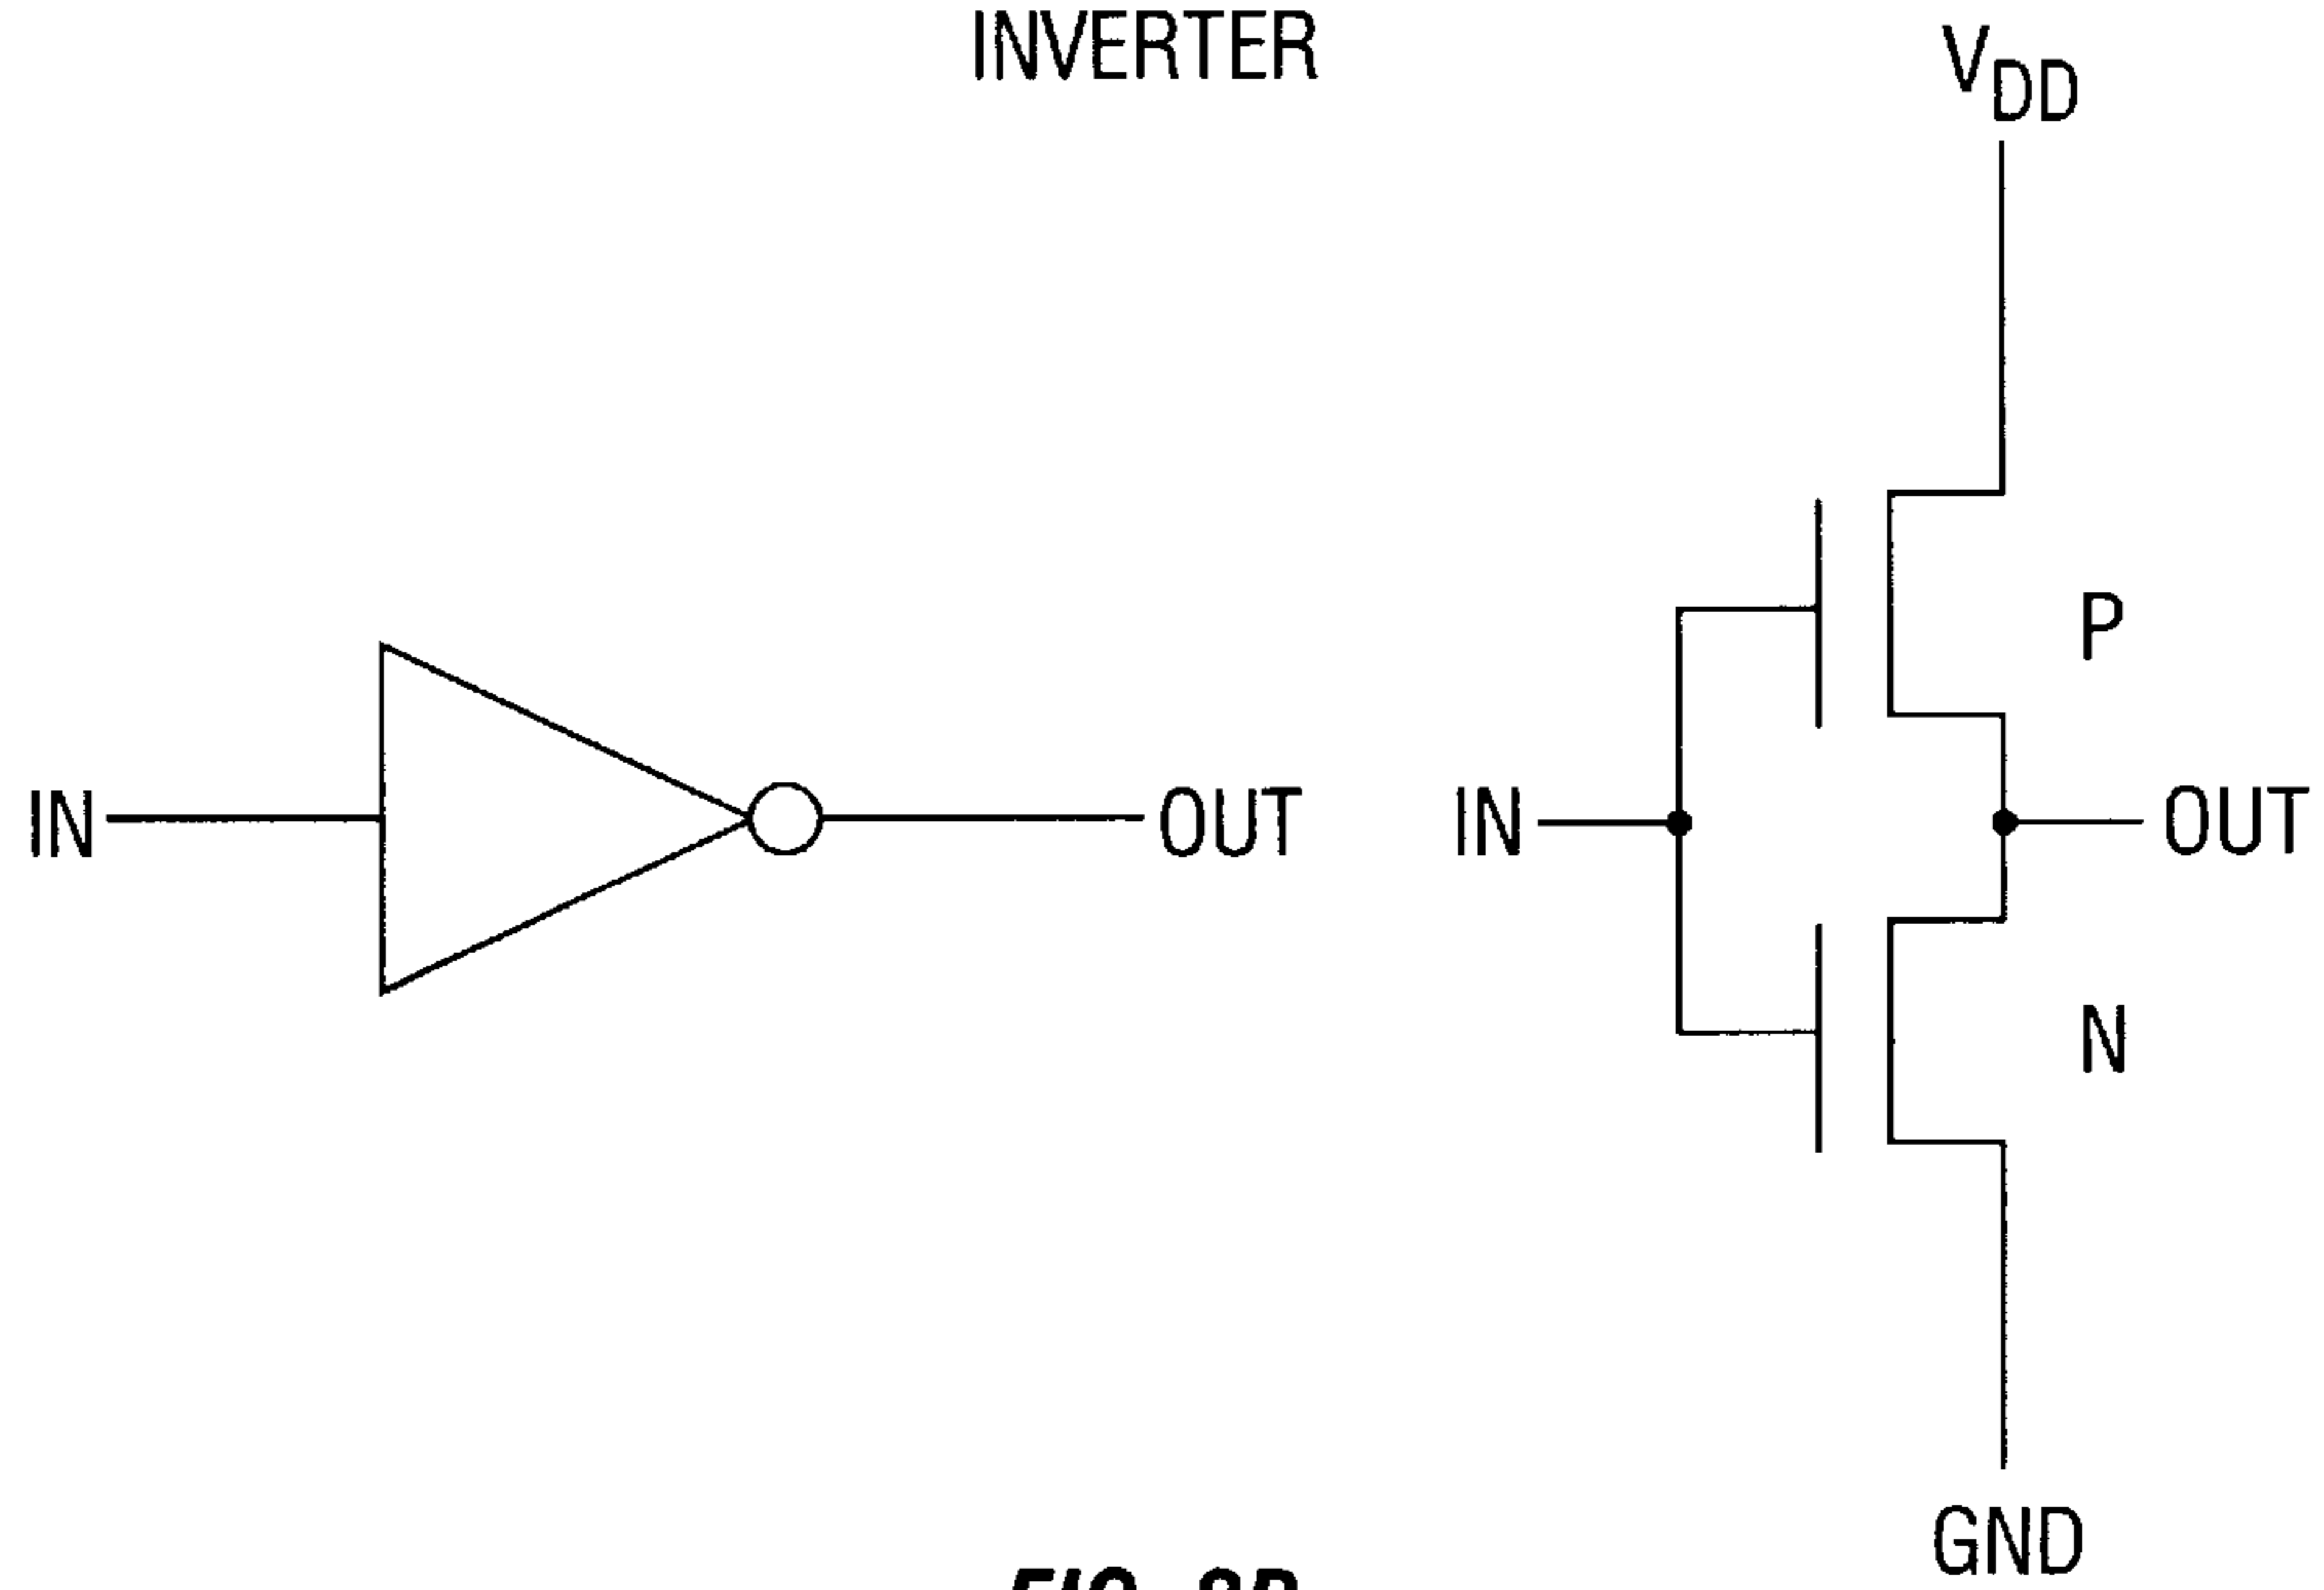 INVERTER
VDD
P
IN
OUT
IN
OUT
N
GND